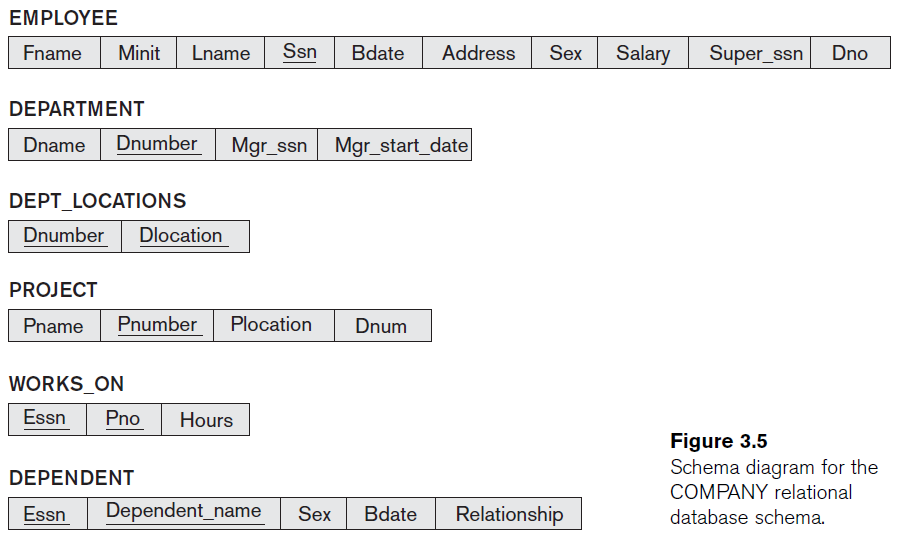 EMPLOYEE
Fname Minit Lname Ssn Bdate Address Sex Salary Super_ssn Dno
DEPARTMENT
Dname Dnumber Mgr_ssn Mgr_start_date
DEPT_LOCATIONS
Dnumber Dlocation
PROJECT
Pname Pnumber Plocation Dnum
WORKS_ON
Essn Pno Hours
DEPENDENT
Essn Dependent_name Sex Bdate Relationship
Figure 3.5
Schema diagram for the
COMPANY relational
database schema.